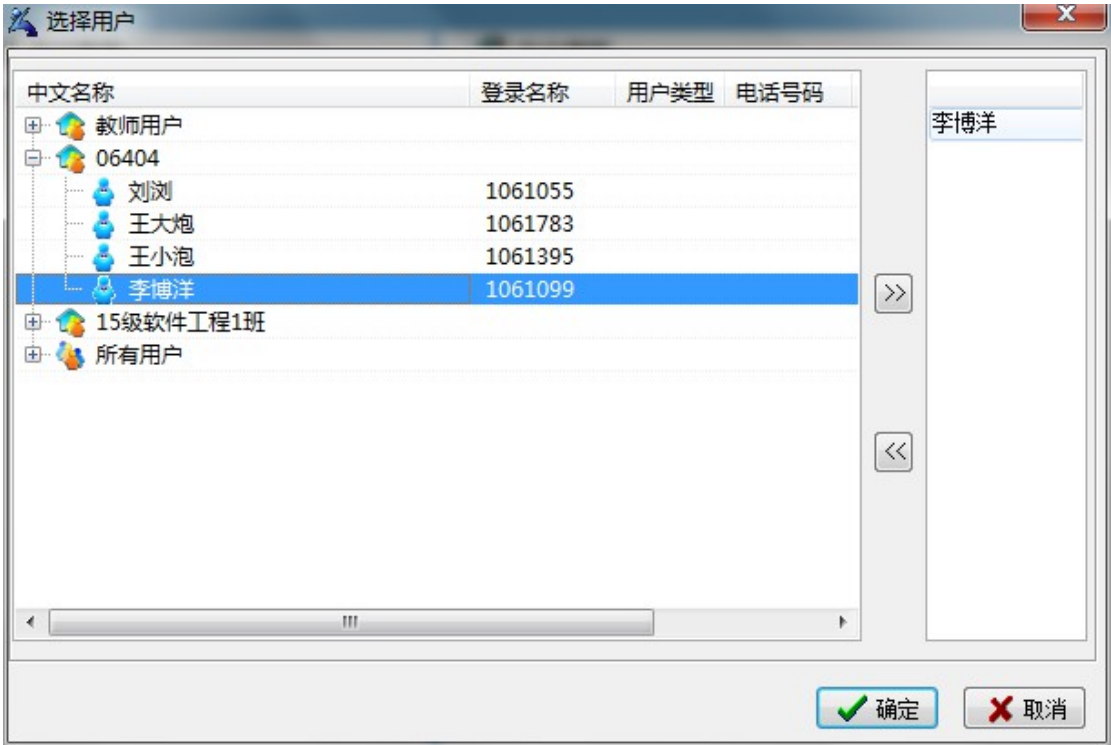 选择用户
中文名称 登录名称 用户类型 电话号码
教师用户
李博洋
06404
刘浏 1061055
王大炮 1061783
王小泡 1061395
李博洋 1061099
>>
15级软件工程1班
所有用户
<<
确定 取消